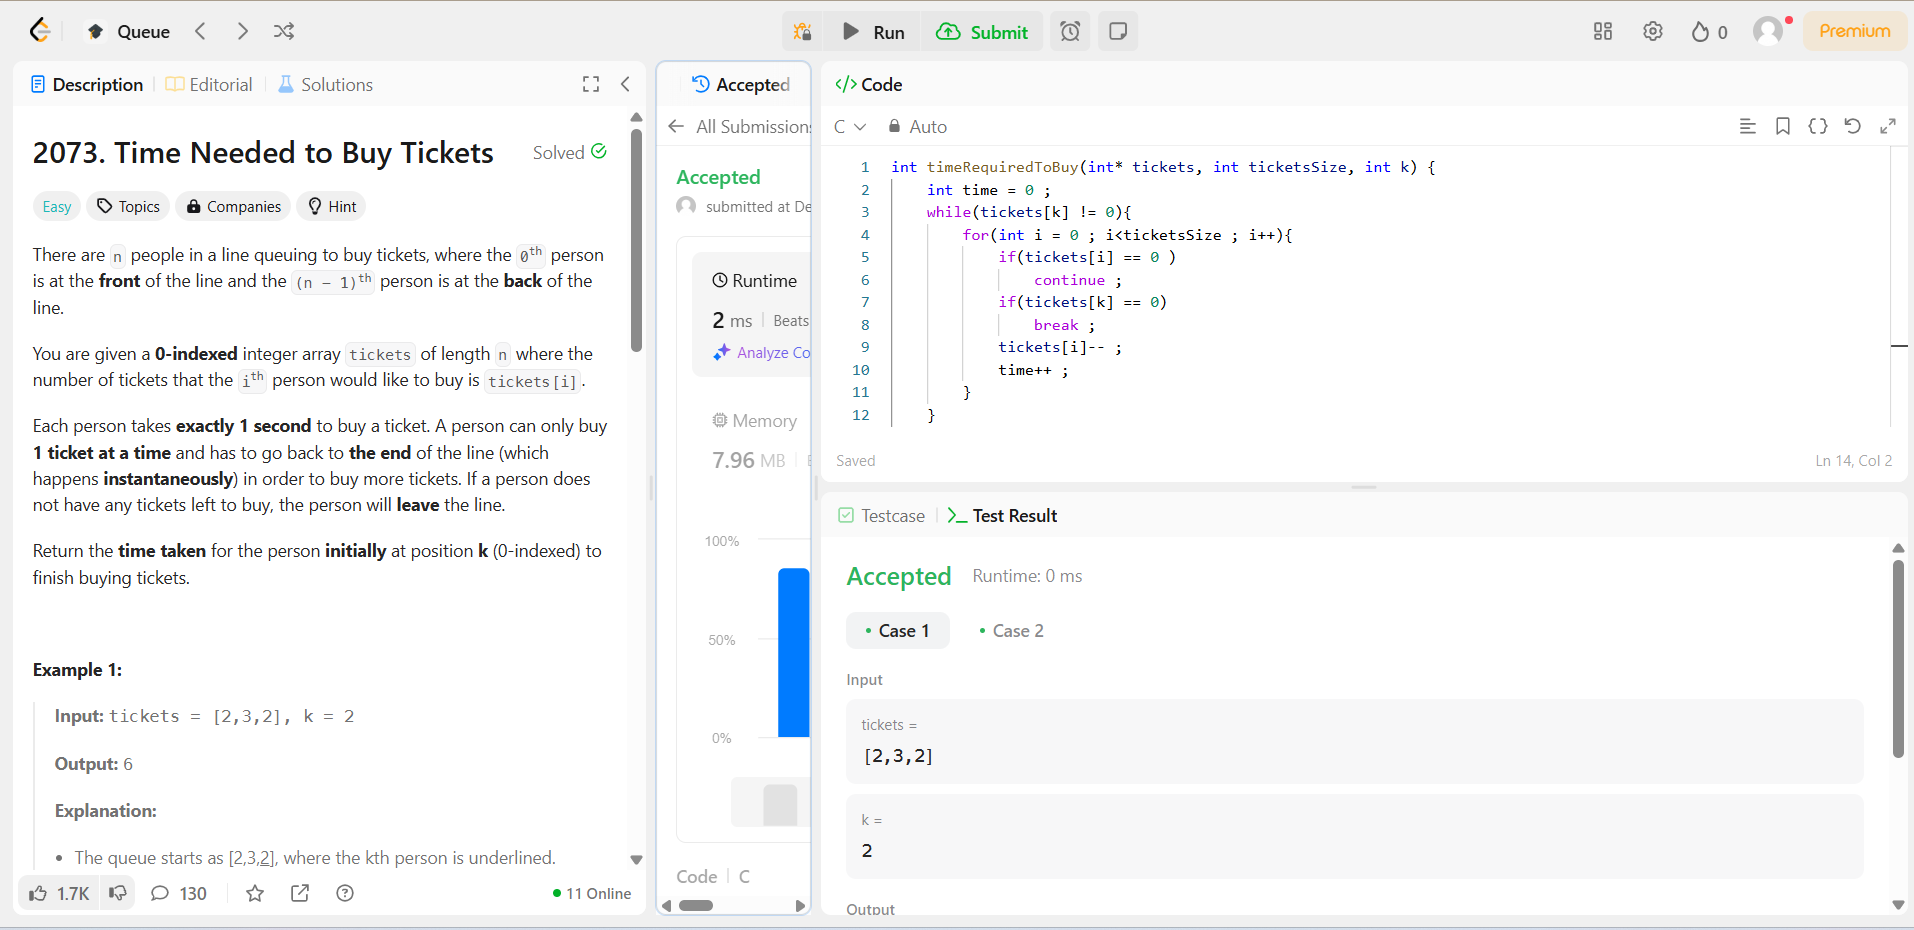 Queue
Run
Submit
0
Premium
Description
Editorial
Solutions
2073. Time Needed to Buy Tickets
Solved
Easy
Topics
Companies
Hint
There are n people in a line queuing to buy tickets, where the 0th person
is at the front of the line and the (n - 1)th person is at the back of the
line.
You are given a 0-indexed integer array tickets of length n where the
number of tickets that the ith person would like to buy is tickets[i].
Each person takes exactly 1 second to buy a ticket. A person can only buy
1 ticket at a time and has to go back to the end of the line (which
happens instantaneously) in order to buy more tickets. If a person does
not have any tickets left to buy, the person will leave the line.
Return the time taken for the person initially at position k (0-indexed) to
finish buying tickets.
Example 1:
Input: tickets = [2,3,2], k = 2
Output: 6
Explanation:
• The queue starts as [2,3,2], where the kth person is underlined.
1.7K
130
11 Online
Accepted
All Submissions
Accepted
submitted at De
Runtime
2 ms | Beats
Analyze Co
Memory
7.96 MB
100%
50%
0%
Code | C
</> Code
C
Auto
1 int timeRequiredToBuy(int* tickets, int ticketsSize, int k) {
2 int time = 0 ;
3 while(tickets[k] != 0){
4 for(int i = 0 ; i<ticketsSize ; i++){
5 if(tickets[i] == 0 )
6 continue ;
7 if(tickets[k] == 0)
8 break ;
9 tickets[i]-- ;
10 time++ ;
11 }
12 }
Saved
Ln 14, Col 2
Testcase
>_ Test Result
Accepted
Runtime: 0 ms
• Case 1
• Case 2
Input
tickets =
[2,3,2]
k =
2
Output